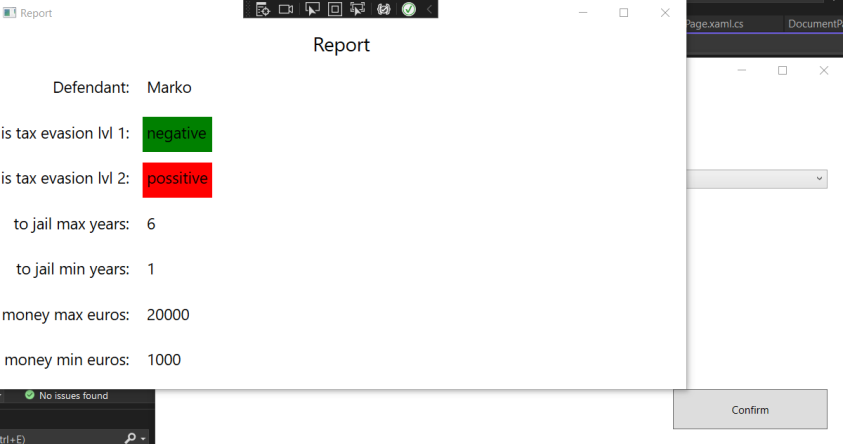 Report
Page.xaml.cs
DocumentPa
Report
Defendant: Marko
is tax evasion lvl 1: negative
is tax evasion lvl 2: possitive
to jail max years: 6
to jail min years: 1
money max euros: 20000
money min euros: 1000
No issues found
Confirm
trl+E)